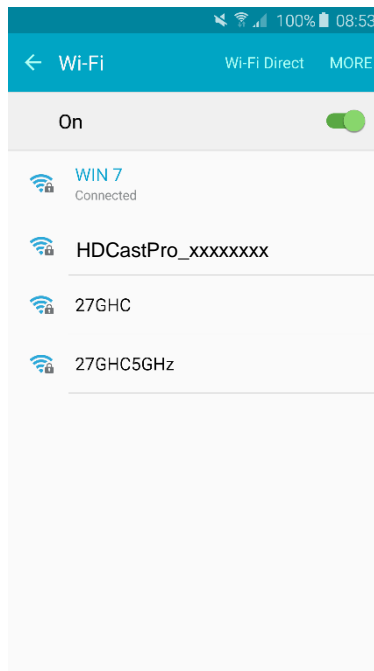 100% 08:53
Wi-Fi Wi-Fi Direct MORE
On
WIN 7
Connected
HDCastPro_xxxxxxxx
27GHC
27GHC5GHz